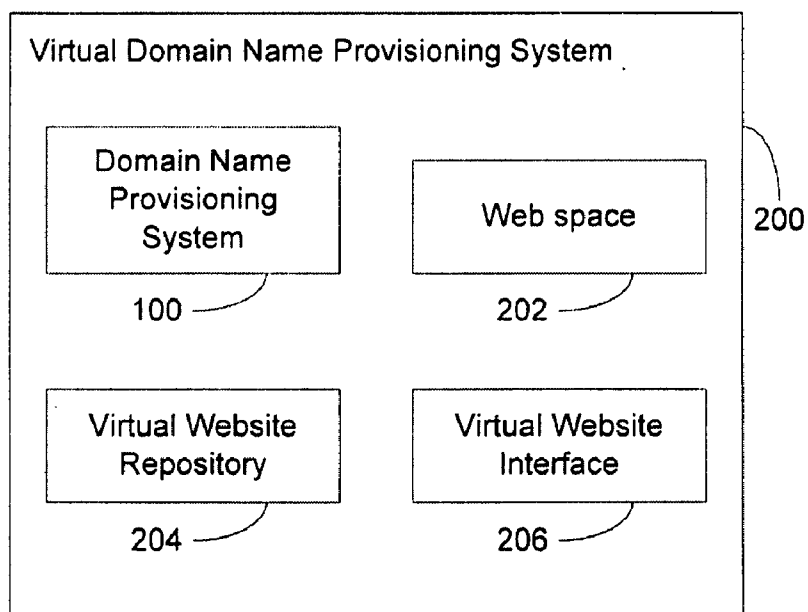 Virtual Domain Name Provisioning System
Domain Name
Provisioning
System
100
Web space
202
200
Virtual Website
Repository
204
Virtual Website
Interface
206